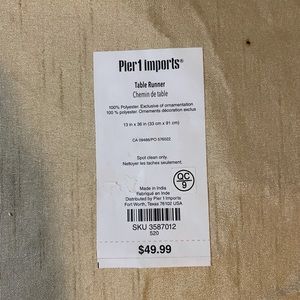 Pier 1 imports®
Table Runner
Chemin de table
100% Polyester. Exclusive of ornamentation
100 % polyester. Ornements décoration exclus
13 in x 36 in (33 cm x 91 cm)
CA 09486/PO 576022
Spot clean only.
Nettoyer les taches seulement.
QC
9
Made in India
Fabriqué en Inde
Distributed by Pier 1 Imports
Fort Worth, Texas 76102 USA
SKU 3587012
520
$49.99